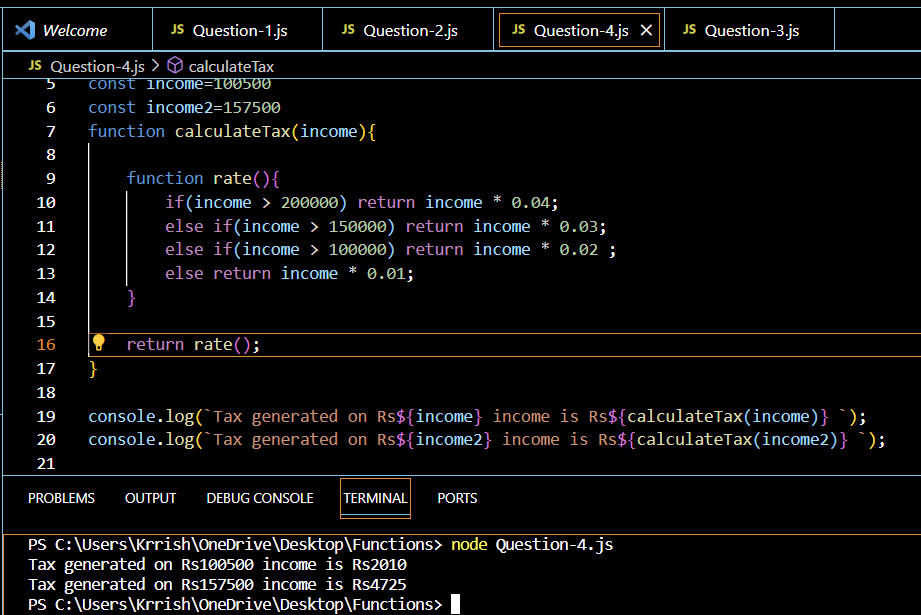 Welcome
JS Question-1.js
JS Question-2.js
JS Question-4.js
JS Question-3.js
JS Question-4.js > calculateTax
5 const income=100500
6 const income2=157500
7 function calculateTax(income){
8
9 function rate(){
10 if(income > 200000) return income * 0.04;
11 else if(income > 150000) return income * 0.03;
12 else if(income > 100000) return income * 0.02 ;
13 else return income * 0.01;
14 }
15
16 return rate();
17 }
18
19 console.log(`Tax generated on Rs${income} income is Rs${calculateTax(income)} `);
20 console.log(`Tax generated on Rs${income2} income is Rs${calculateTax(income2)} `);
21
PROBLEMS OUTPUT DEBUG CONSOLE TERMINAL PORTS
PS C:\Users\Krrish\OneDrive\Desktop\Functions> node Question-4.js
Tax generated on Rs100500 income is Rs2010
Tax generated on Rs157500 income is Rs4725
PS C:\Users\Krrish\OneDrive\Desktop\Functions>